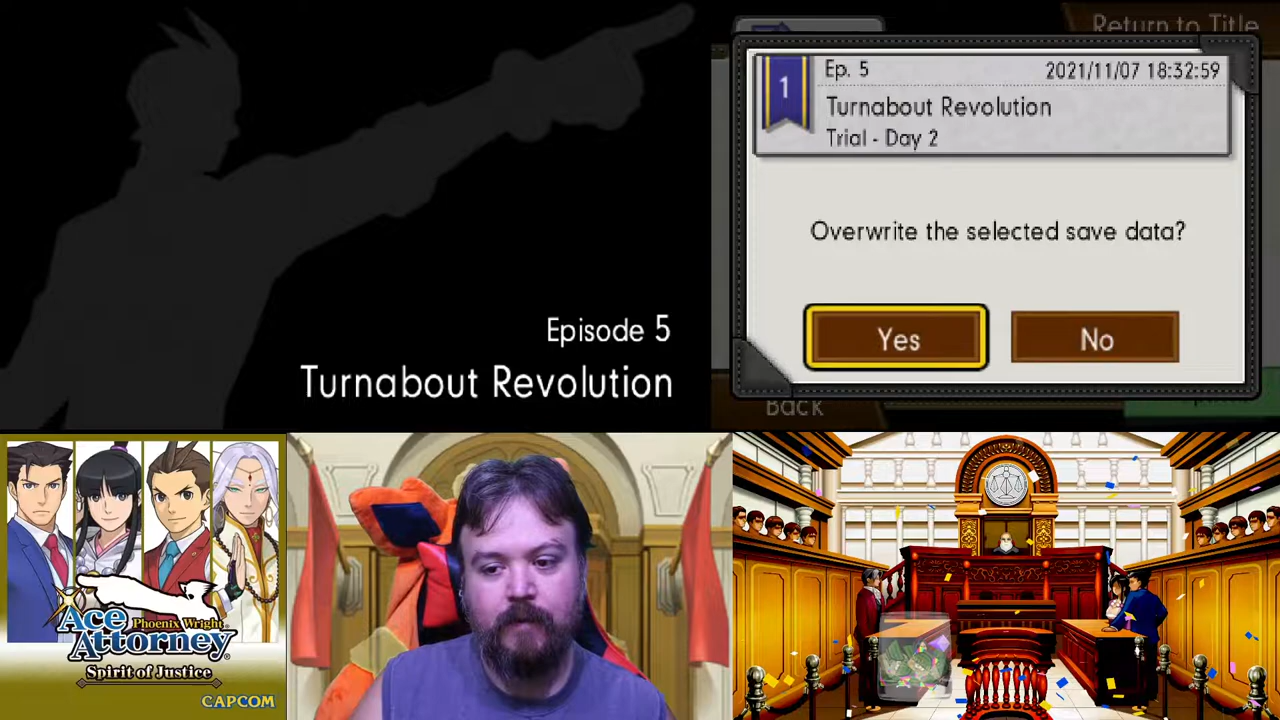 Return to Title
1
Ep. 5
2021/11/07 18:32:59
Turnabout Revolution
Trial - Day 2
Overwrite the selected save data?
Yes
No
Back
Episode 5
Turnabout Revolution
Phoenix Wright
Ace
Attorney
Spirit of Justice
CAPCOM